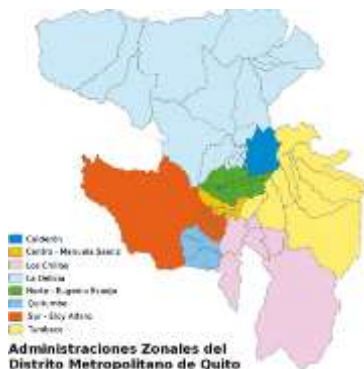 Calderón
Centro - Manuela Sáenz
Los Chillos
La Delicia
Norte - Eugenio Espejo
Quitumbe
Sur - Eloy Alfaro
Tumbaco
Administraciones Zonales del
Distrito Metropolitano de Quito